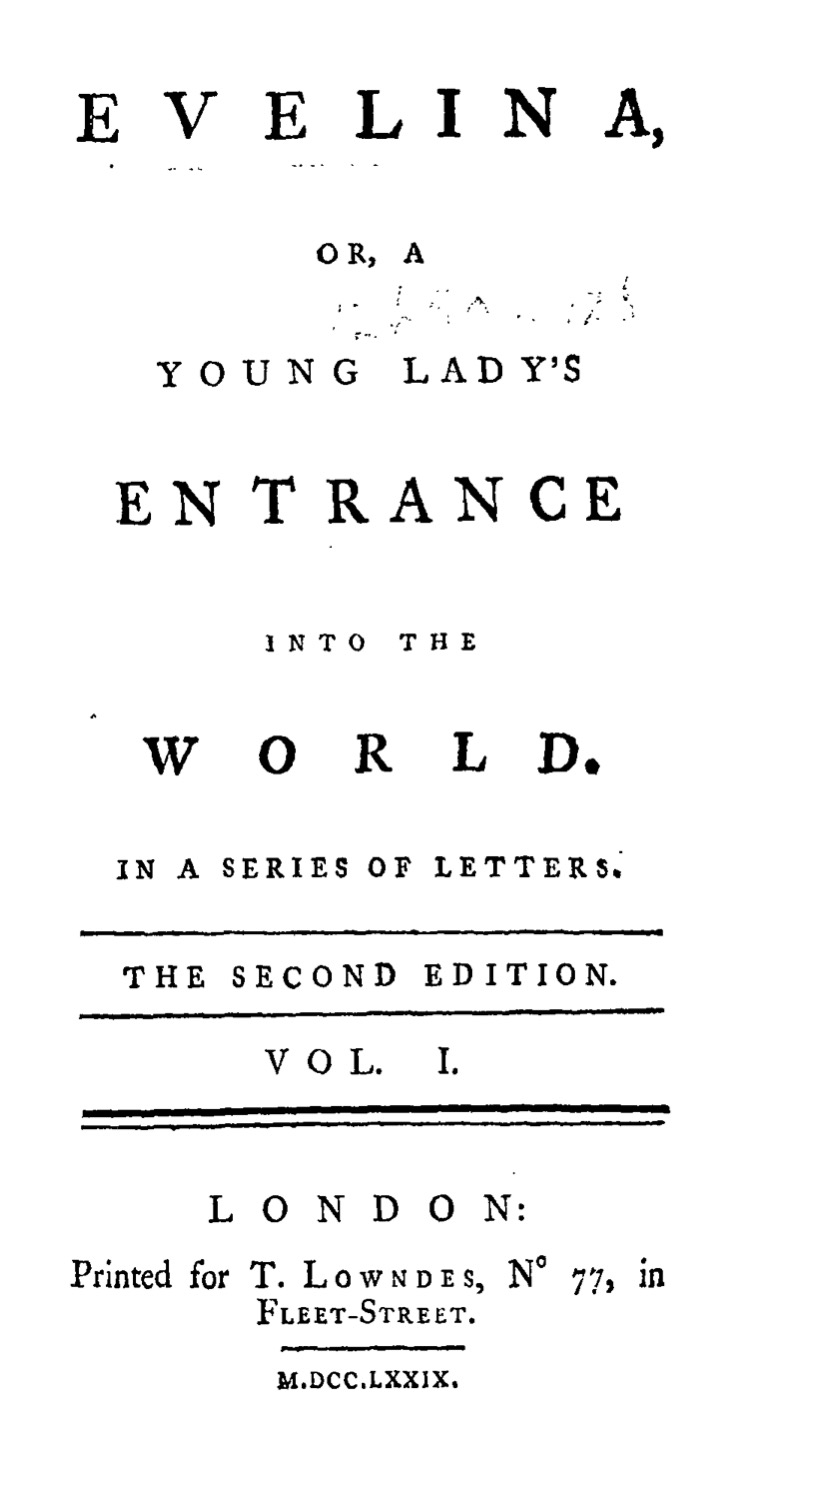 EVELINA,
OR, A
YOUNG LADY'S
ENTRANCE
INTO THE
WORLD.
IN A SERIES OF LETTERS.
THE SECOND EDITION.
VOL. I.
LONDON:
Printed for T. LOWNDES, N° 77, in
FLEET-STREET.
M.DCC.LXXIX.